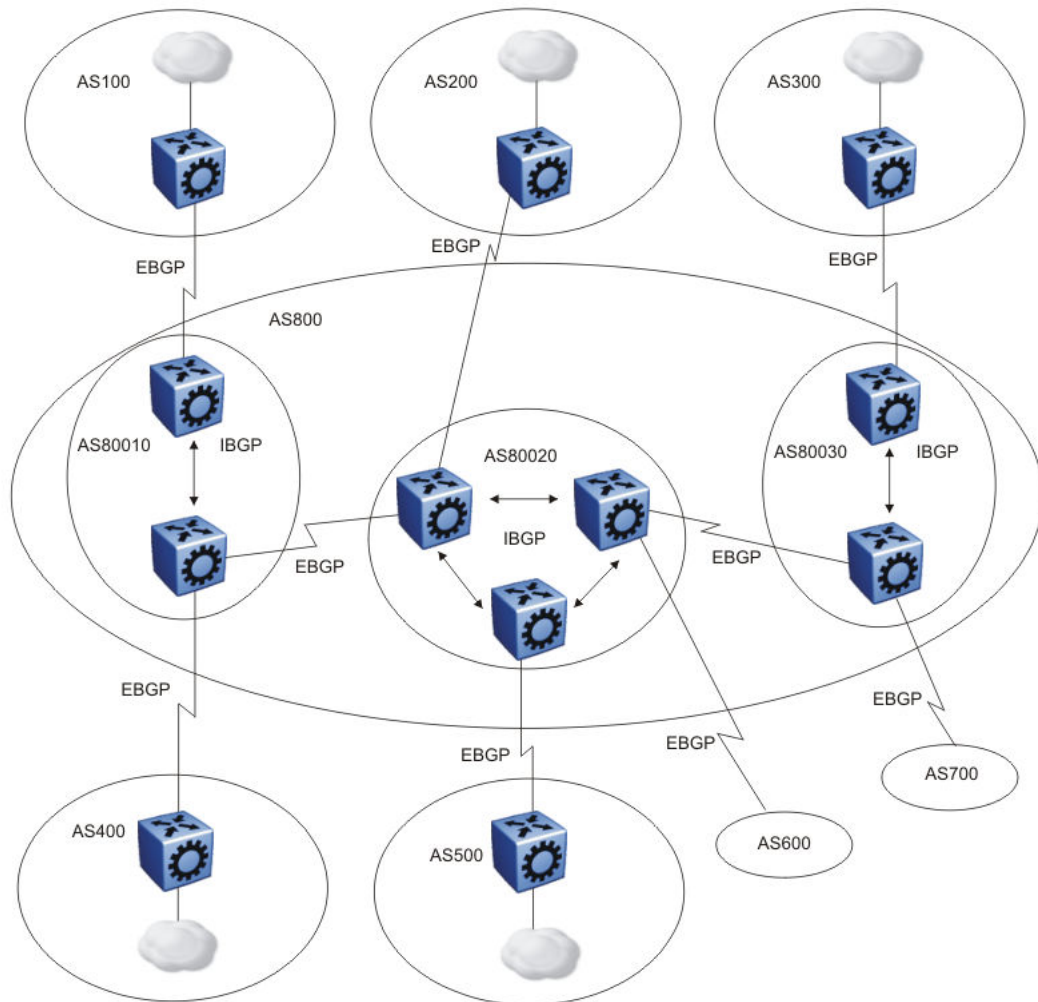 AS100
AS200
AS300
EBGP
EBGP
EBGP
AS800
AS80010
IBGP
AS80020
AS80030
IBGP
IBGP
EBGP
EBGP
EBGP
EBGP
EBGP
EBGP
AS700
AS400
AS500
AS600